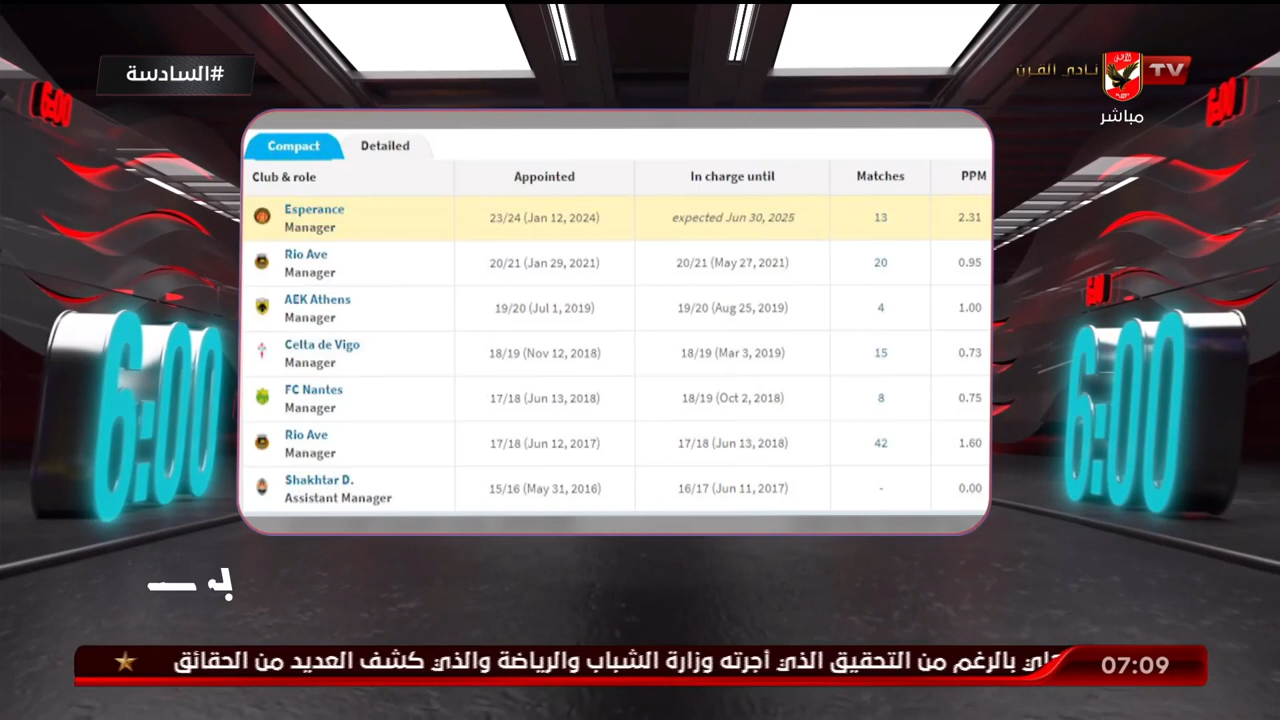 #السادسة
نادي القرن
TV
مباشر
6:00
6:00
Compact Detailed
Club & role Appointed In charge until Matches PPM
Esperance
Manager 23/24 (Jan 12, 2024) expected Jun 30, 2025 13 2.31
Rio Ave
Manager 20/21 (Jan 29, 2021) 20/21 (May 27, 2021) 20 0.95
AEK Athens
Manager 19/20 (Jul 1, 2019) 19/20 (Aug 25, 2019) 4 1.00
Celta de Vigo
Manager 18/19 (Nov 12, 2018) 18/19 (Mar 3, 2019) 15 0.73
FC Nantes
Manager 17/18 (Jun 13, 2018) 18/19 (Oct 2, 2018) 8 0.75
Rio Ave
Manager 17/18 (Jun 12, 2017) 17/18 (Jun 13, 2018) 42 1.60
Shakhtar D.
Assistant Manager 15/16 (May 31, 2016) 16/17 (Jun 11, 2017) - 0.00
6:00
6:00
بالرغم من التحقيق الذي أجرته وزارة الشباب والرياضة والذي كشف العديد من الحقائق
07:09